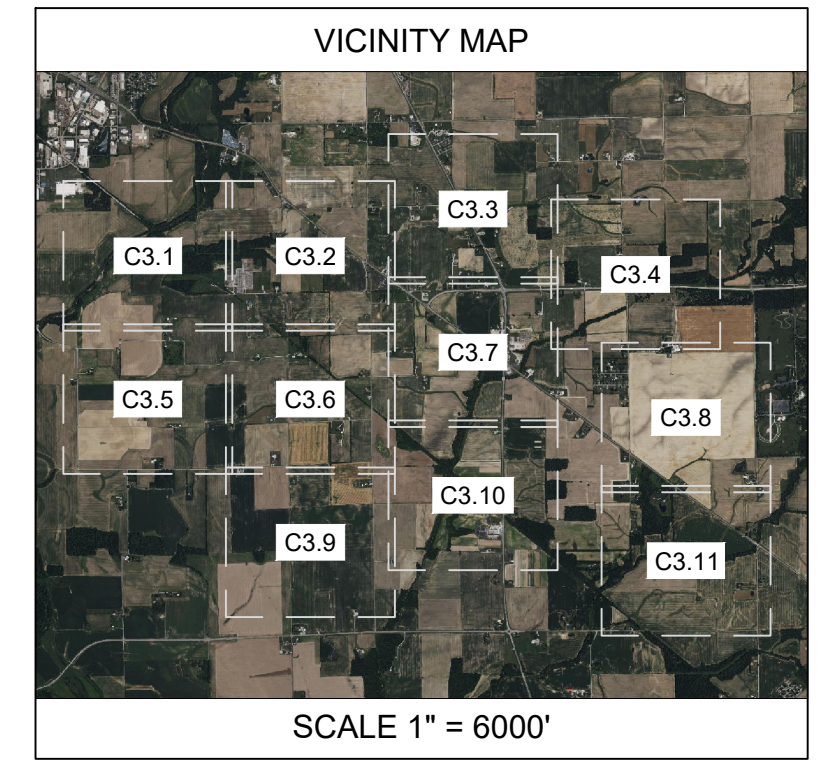 VICINITY MAP
C3.3
C3.1
C3.2
C3.4
C3.7
C3.5
C3.6
C3.8
C3.10
C3.9
C3.11
SCALE 1" = 6000'